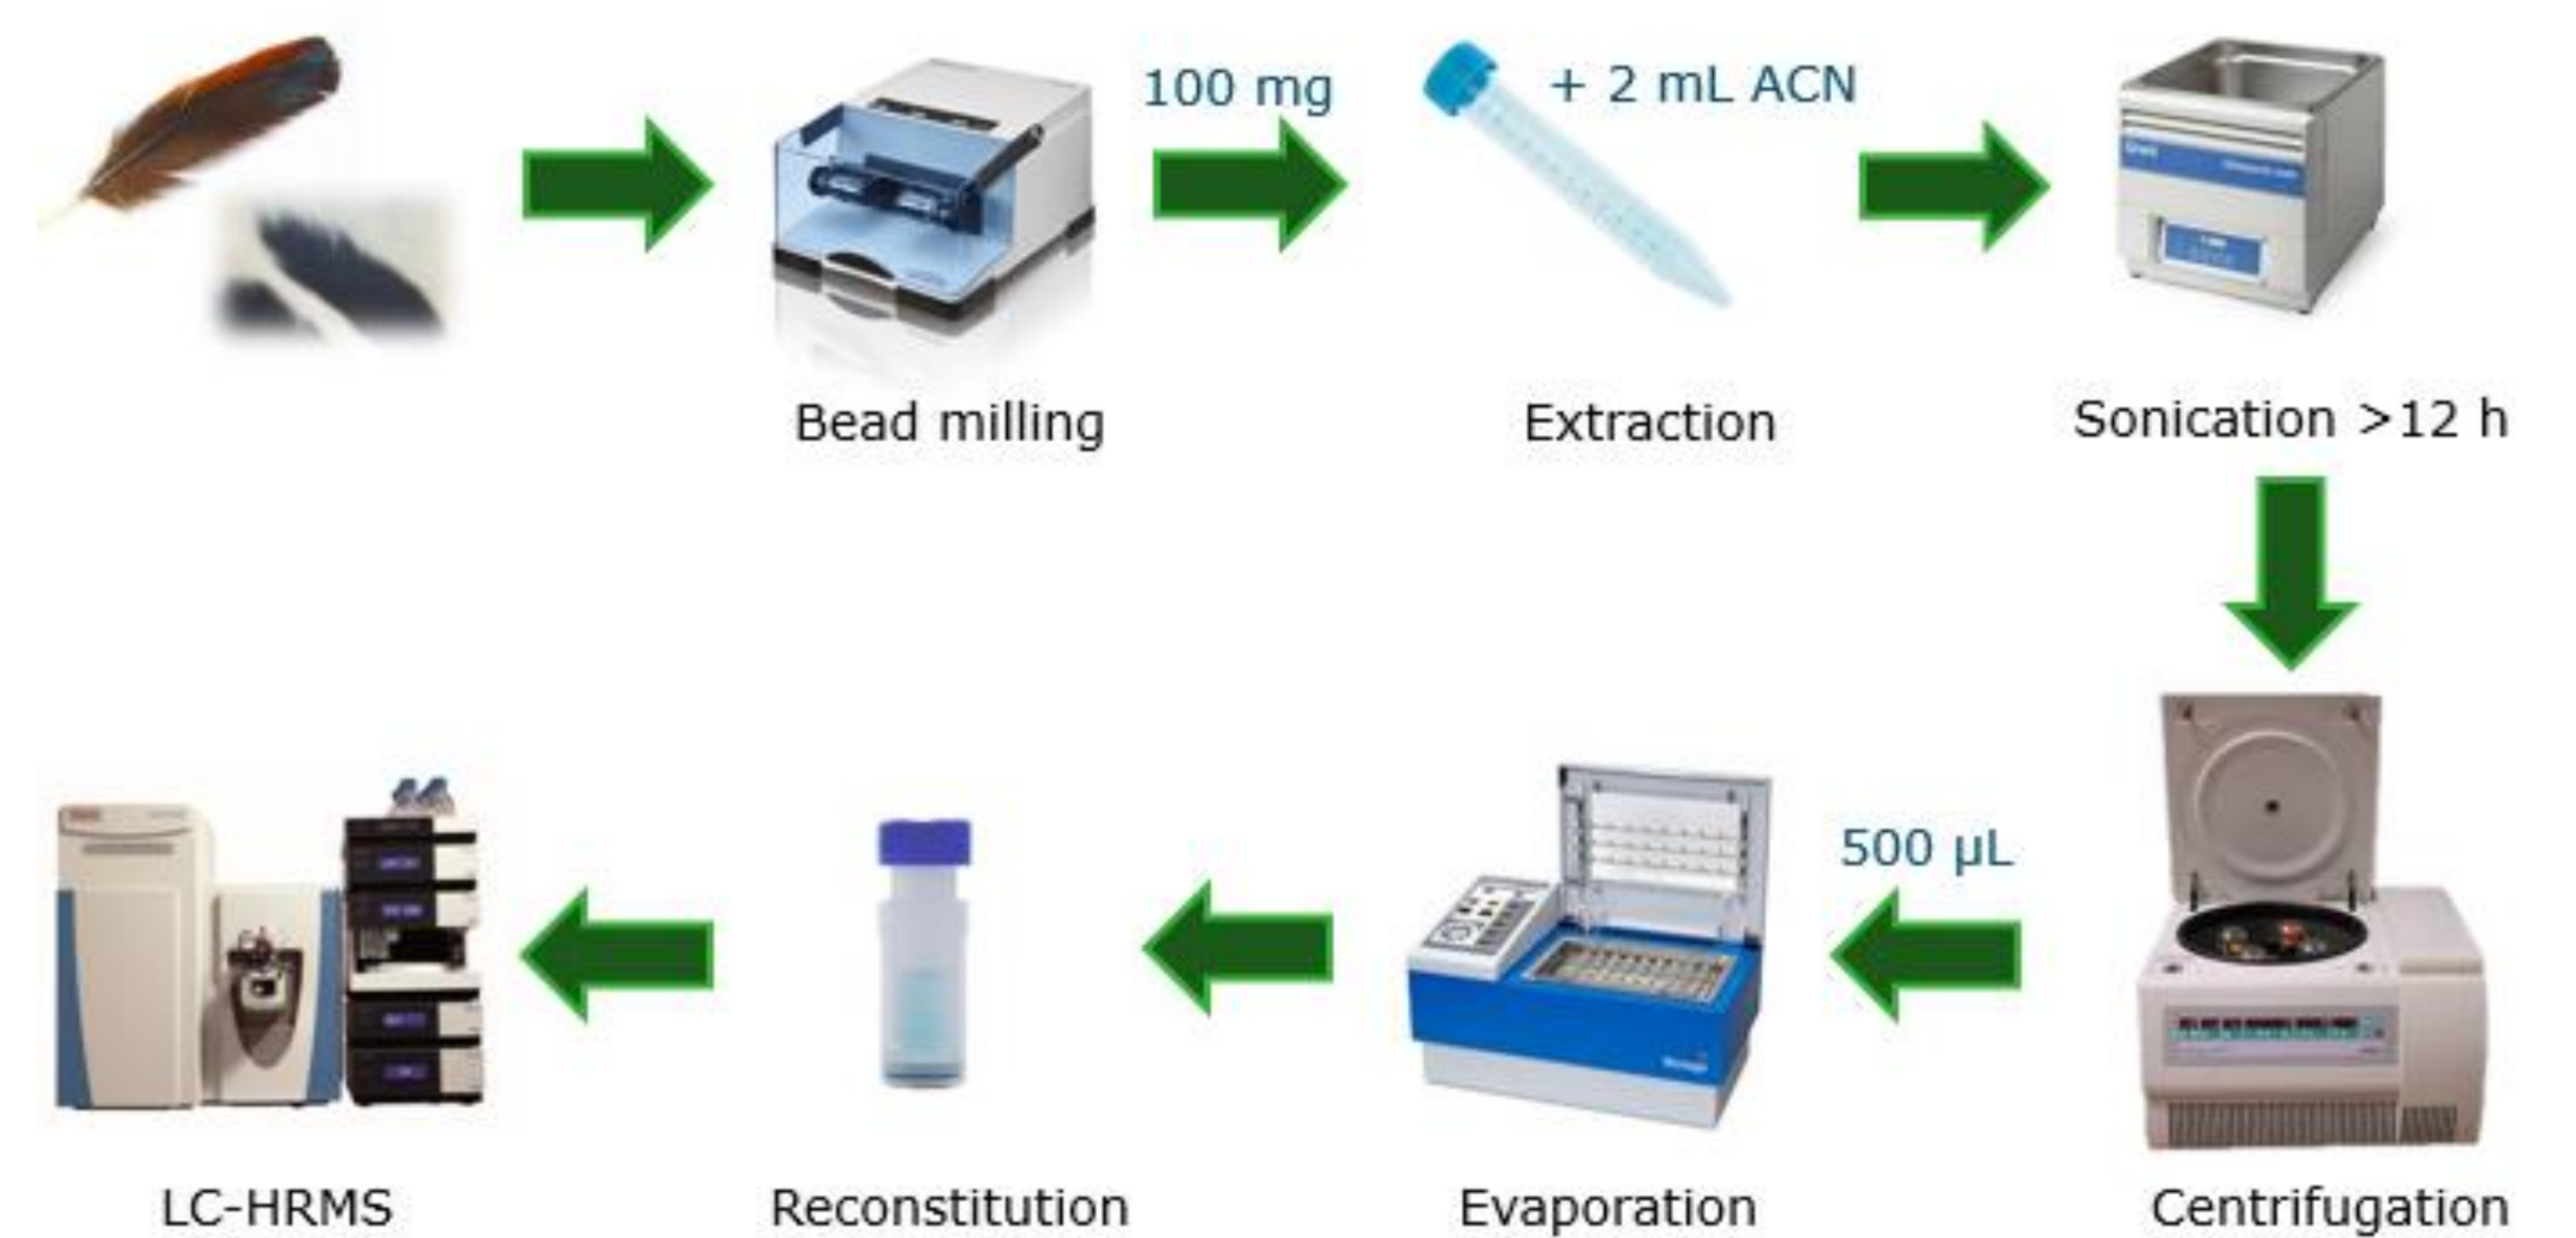 100 mg
+ 2 mL ACN
Bead milling
Extraction
Sonication >12 h
500 µL
LC-HRMS
Reconstitution
Evaporation
Centrifugation